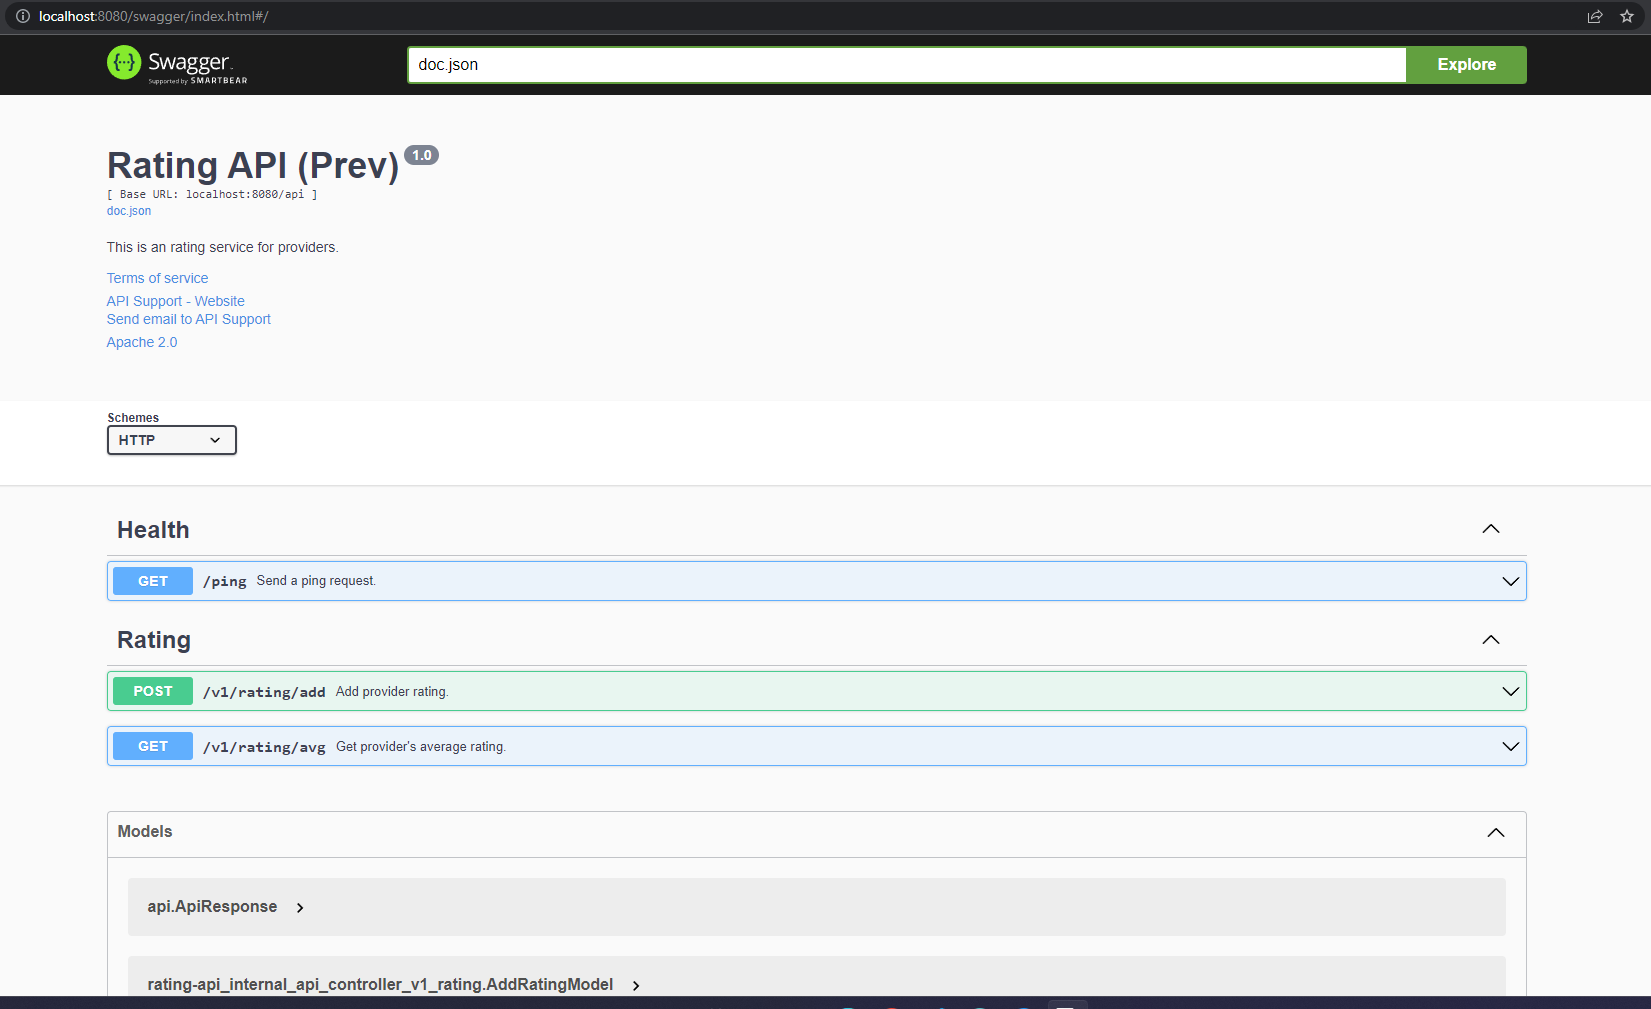 localhost:8080/swagger/index.html#/
{···} Swagger.
Supported by SMARTBEAR
doc.json
Explore
Rating API (Prev) 1.0
[ Base URL: localhost:8080/api ]
doc.json
This is an rating service for providers.
Terms of service
API Support - Website
Send email to API Support
Apache 2.0
Schemes
HTTP
Health
GET /ping Send a ping request.
Rating
POST /v1/rating/add Add provider rating.
GET /v1/rating/avg Get provider's average rating.
Models
api.ApiResponse
rating-api_internal_api_controller_v1_rating.AddRatingModel